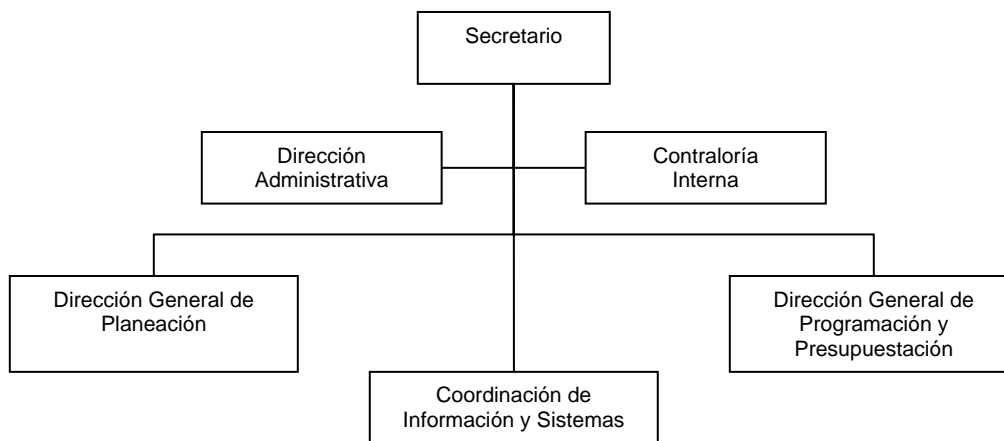 Secretario
Dirección
Administrativa
Contraloría
Interna
Dirección General de
Planeación
Dirección General de
Programación y
Presupuestación
Coordinación de
Información y Sistemas